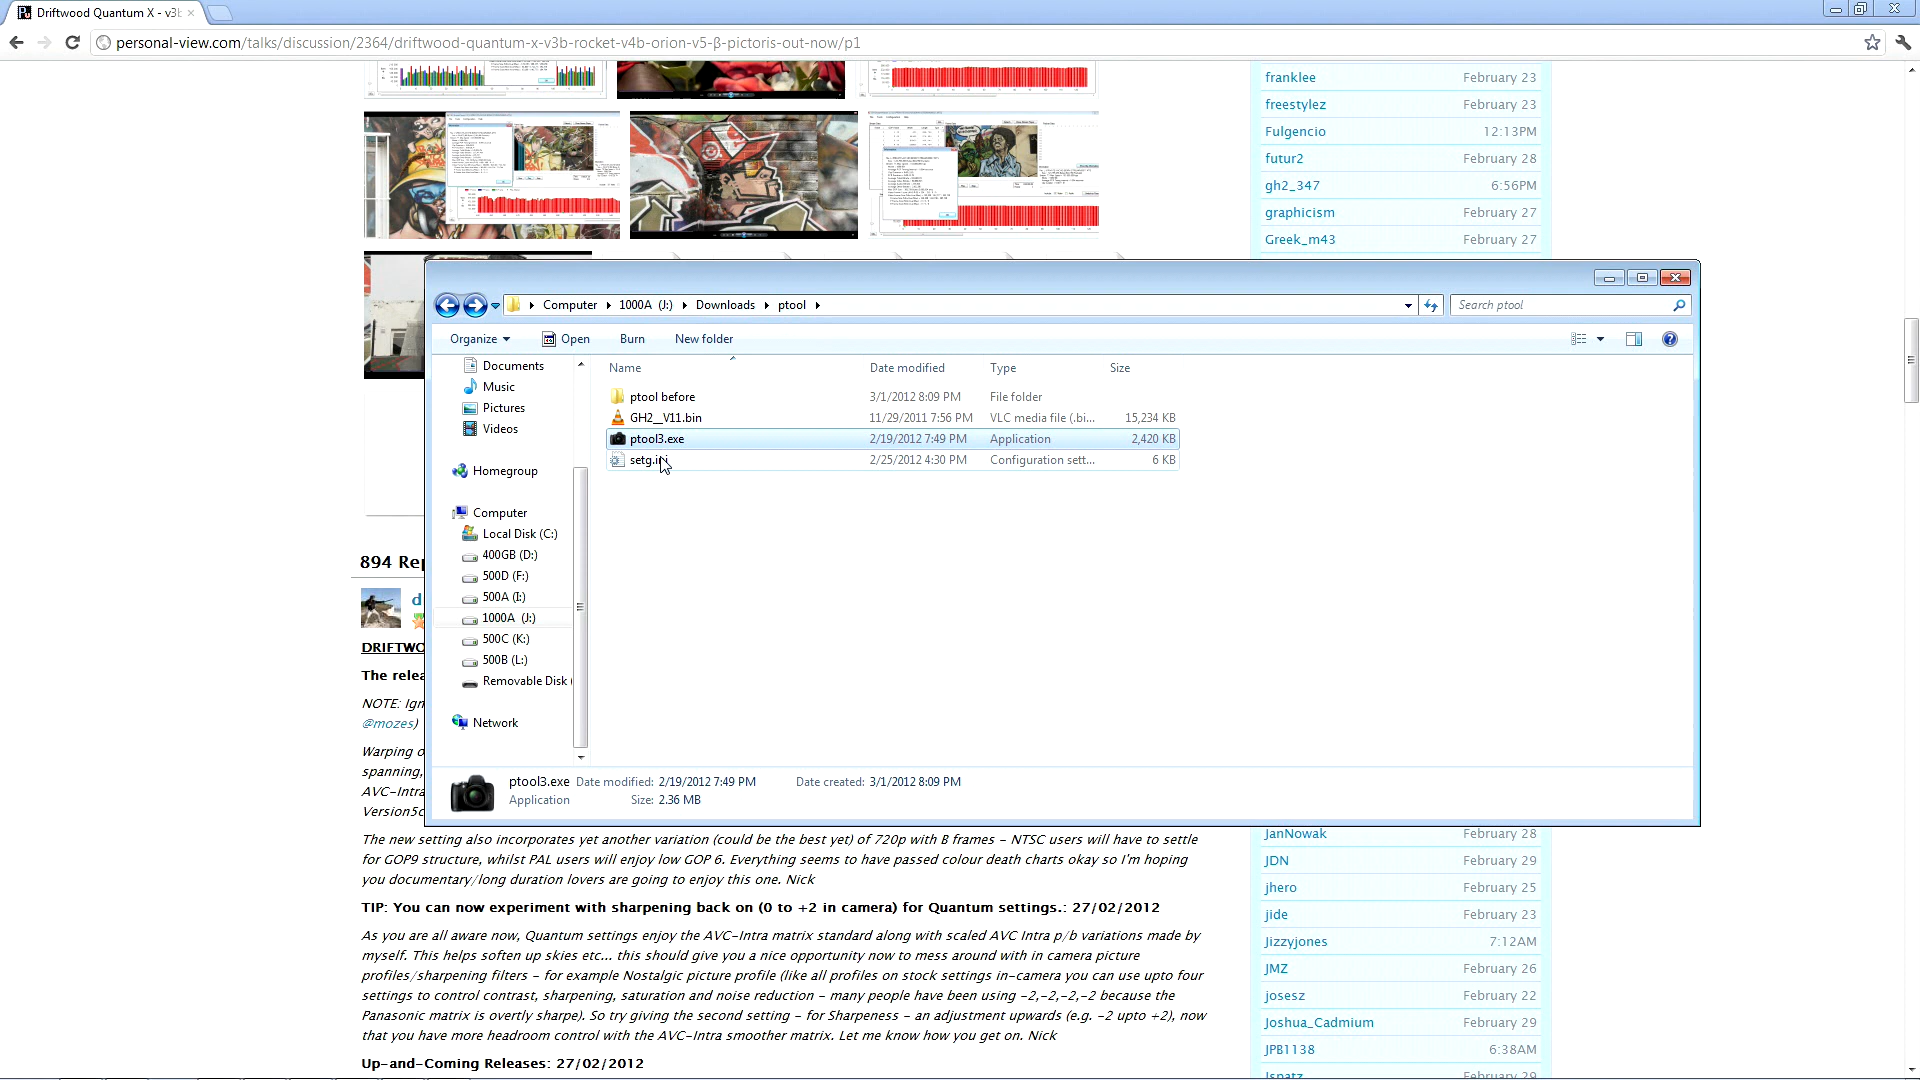 Driftwood Quantum X - v3b
personal-view.com/talks/discussion/2364/driftwood-quantum-x-v3b-rocket-v4b-orion-v5-β-pictoris-out-now/p1
franklee February 23
freestylez February 23
Fulgencio 12:13PM
futur2 February 28
gh2_347 6:56PM
graphicism February 27
Greek_m43 February 27
Computer 1000A (J:) Downloads ptool
Search ptool
Organize Open Burn New folder
Name Date modified Type Size
Documents
Music
Pictures
Videos
Homegroup
Computer
Local Disk (C:)
400GB (D:)
500D (F:)
500A (I:)
1000A (J:)
500C (K:)
500B (L:)
Removable Disk (
Network
ptool before 3/1/2012 8:09 PM File folder
GH2__V11.bin 11/29/2011 7:56 PM VLC media file (.bi... 15,234 KB
ptool3.exe 2/19/2012 7:49 PM Application 2,420 KB
setg.ini 2/25/2012 4:30 PM Configuration sett... 6 KB
ptool3.exe Date modified: 2/19/2012 7:49 PM Date created: 3/1/2012 8:09 PM
Application Size: 2.36 MB
894 Rep
d
DRIFTWO
The relea
NOTE: Ign
@mozes)
Warping o
spanning,
AVC-Intra
Version5c
The new setting also incorporates yet another variation (could be the best yet) of 720p with B frames - NTSC users will have to settle
for GOP9 structure, whilst PAL users will enjoy low GOP 6. Everything seems to have passed colour death charts okay so I'm hoping
you documentary/long duration lovers are going to enjoy this one. Nick
TIP: You can now experiment with sharpening back on (0 to +2 in camera) for Quantum settings.: 27/02/2012
As you are all aware now, Quantum settings enjoy the AVC-Intra matrix standard along with scaled AVC Intra p/b variations made by
myself. This helps soften up skies etc... this should give you a nice opportunity now to mess around with in camera picture
profiles/sharpening filters - for example Nostalgic picture profile (like all profiles on stock settings in-camera you can use upto four
settings to control contrast, sharpening, saturation and noise reduction - many people have been using -2,-2,-2,-2 because the
Panasonic matrix is overtly sharpe). So try giving the second setting - for Sharpeness - an adjustment upwards (e.g. -2 upto +2), now
that you have more headroom control with the AVC-Intra smoother matrix. Let me know how you get on. Nick
Up-and-Coming Releases: 27/02/2012
JanNowak February 28
JDN February 29
jhero February 25
jide February 23
Jizzyjones 7:12AM
JMZ February 26
josesz February 22
Joshua_Cadmium February 29
JPB1138 6:38AM
Jspatz February 29